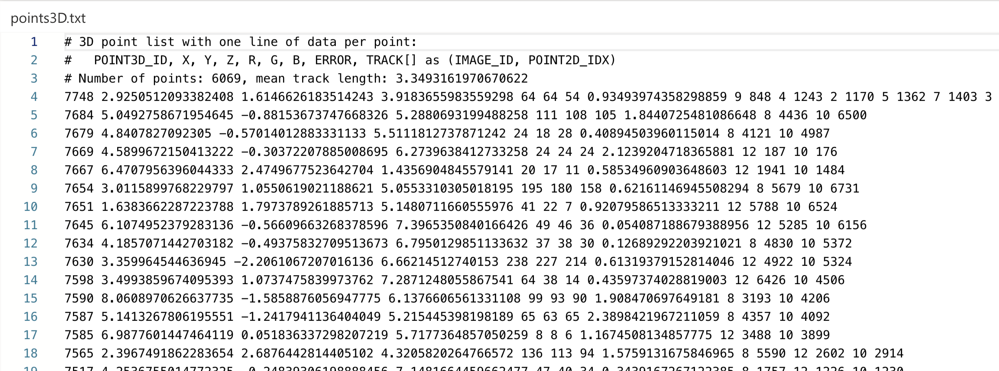 points3D.txt
1 # 3D point list with one line of data per point:
2 #   POINT3D_ID, X, Y, Z, R, G, B, ERROR, TRACK[] as (IMAGE_ID, POINT2D_IDX)
3 # Number of points: 6069, mean track length: 3.3493161970670622
4 7748 2.9250512093382408 1.6146626183514243 3.9183655983559298 64 64 54 0.93493974358298859 9 848 4 1243 2 1170 5 1362 7 1403 3
5 7684 5.0492758671954645 -0.88153673747668326 5.2880693199488258 111 108 105 1.8440725481086648 8 4436 10 6500
6 7679 4.8407827092305 -0.57014012883331133 5.5111812737871242 24 18 28 0.40894503960115014 8 4121 10 4987
7 7669 4.5899672150413222 -0.30372207885008695 6.2739638412733258 24 24 24 2.1239204718365881 12 187 10 176
8 7667 6.4707956396044333 2.4749677523642704 1.4356904845579141 20 17 11 0.58534960903648603 12 1941 10 1484
9 7654 3.0115899768229797 1.0550619021188621 5.0553310305018195 195 180 158 0.62161146945508294 8 5679 10 6731
10 7651 1.6383662287223788 1.7973789261885713 5.1480711660555976 41 22 7 0.92079586513333211 12 5788 10 6524
11 7645 6.1074952379283136 -0.56609663268378596 7.3965350840166426 49 46 36 0.054087188679388956 12 5285 10 6156
12 7634 4.1857071442703182 -0.49375832709513673 6.7950129851133632 37 38 30 0.12689292203921021 8 4830 10 5372
13 7630 3.359964544636945 -2.2061067207016136 6.66214512740153 238 227 214 0.61319379152814046 12 4922 10 5324
14 7598 3.4993859674095393 1.0737475839973762 7.2871248055867541 64 38 14 0.43597374028819003 12 6426 10 4506
15 7590 8.0608970626637735 -1.5858876056947775 6.1376606561331108 99 93 90 1.908470697649181 8 3193 10 4206
16 7587 5.1413267806195551 -1.2417941136404049 5.215445398198189 65 63 65 2.3898421967211059 8 4357 10 4092
17 7585 6.9877601447464119 0.051836337298207219 5.7177364857050259 8 8 6 1.1674508134857775 12 3488 10 3899
18 7565 2.3967491862283654 2.6876442814405102 4.3205820264766572 136 113 94 1.5759131675846965 8 5590 12 2602 10 2914
19 7517